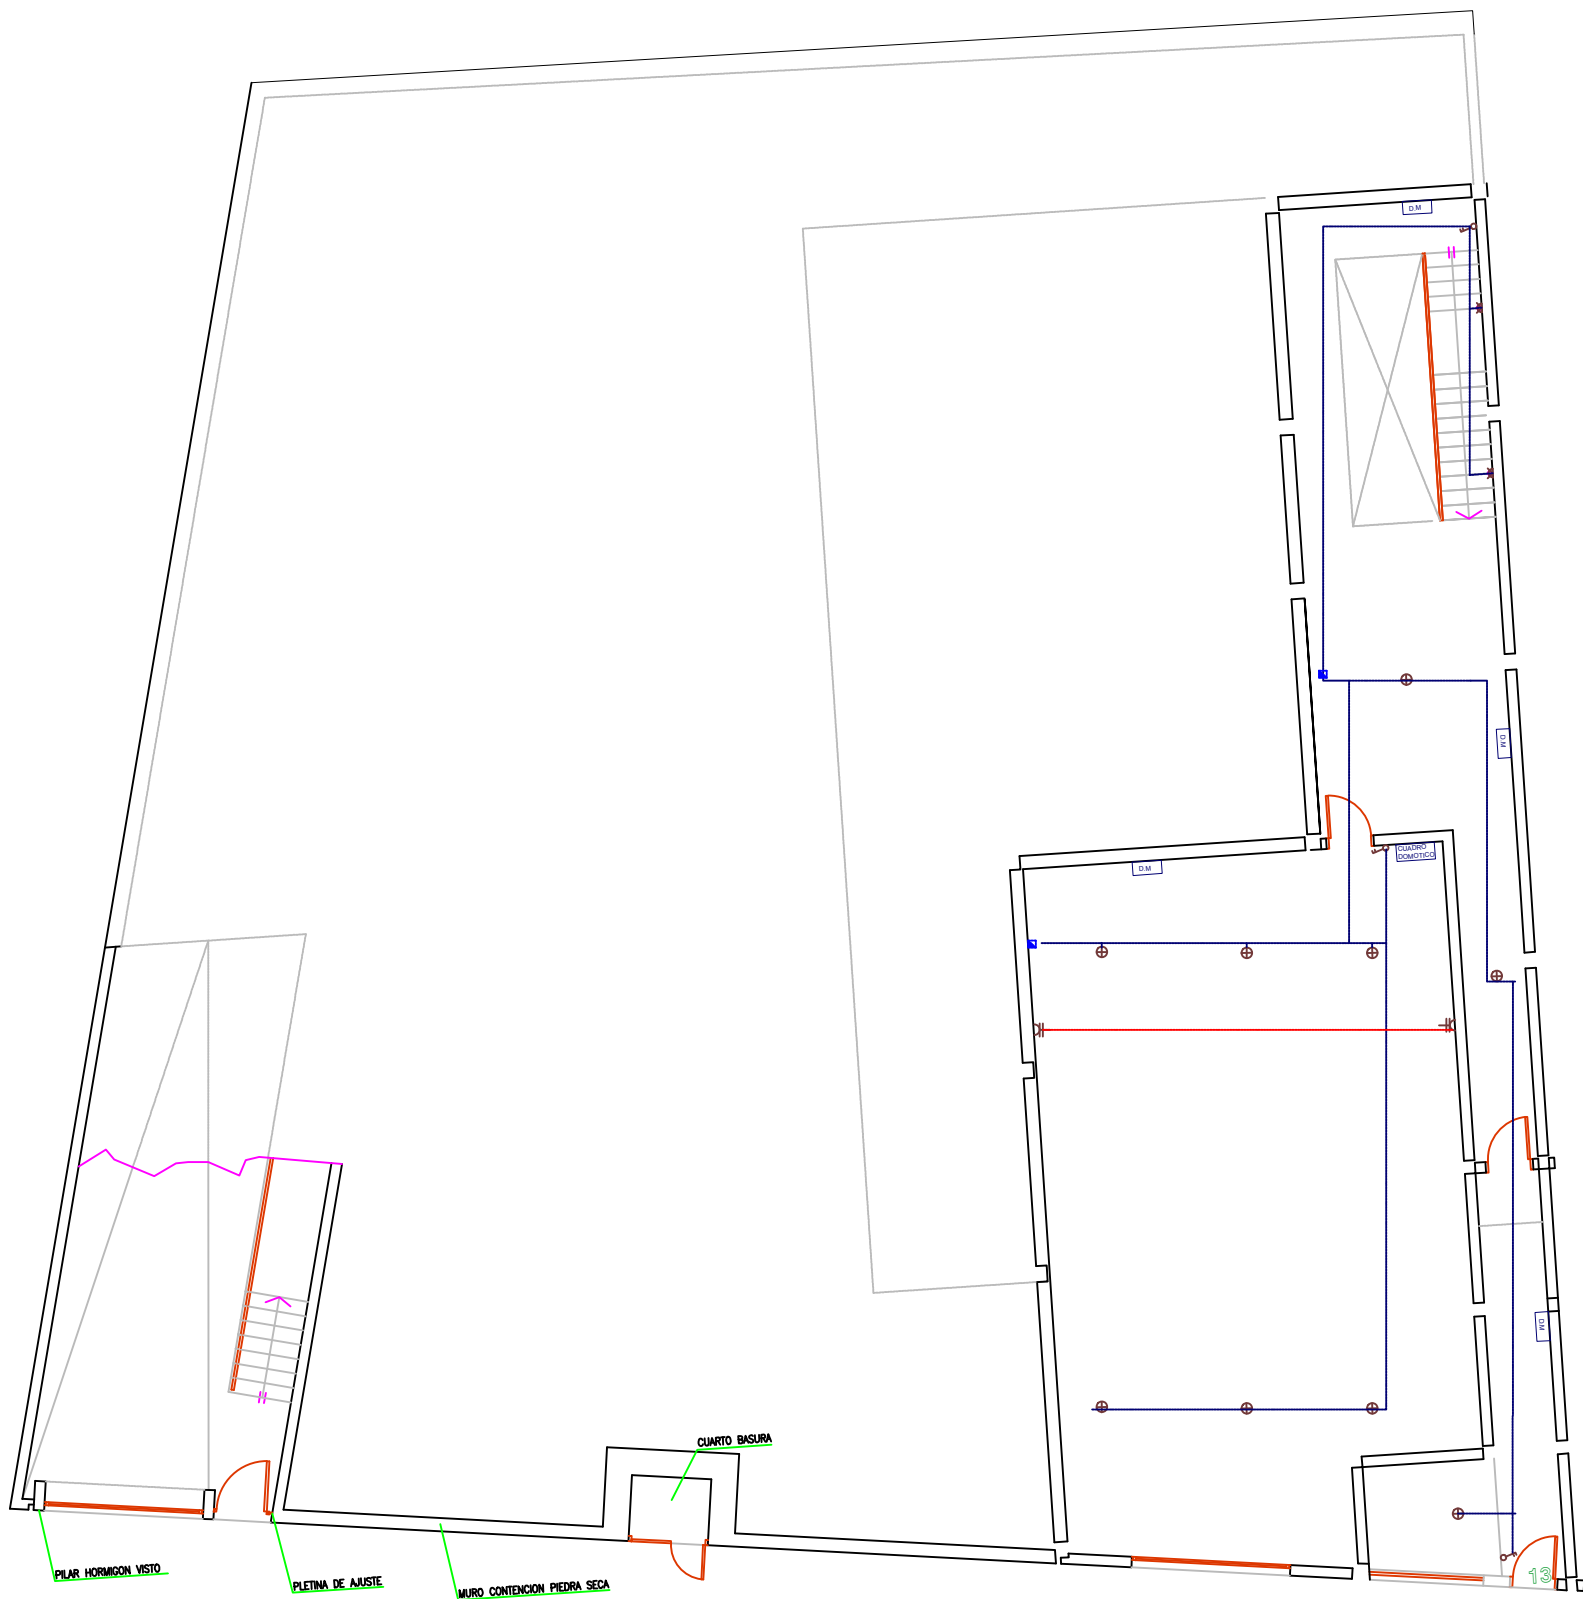 D.M
D.M
CUADRO
DOMOTICO
D.M
D.M
CUARTO BASURA
PILAR HORMIGON VISTO
PLETINA DE AJUSTE
MURO CONTENCION PIEDRA SECA
13